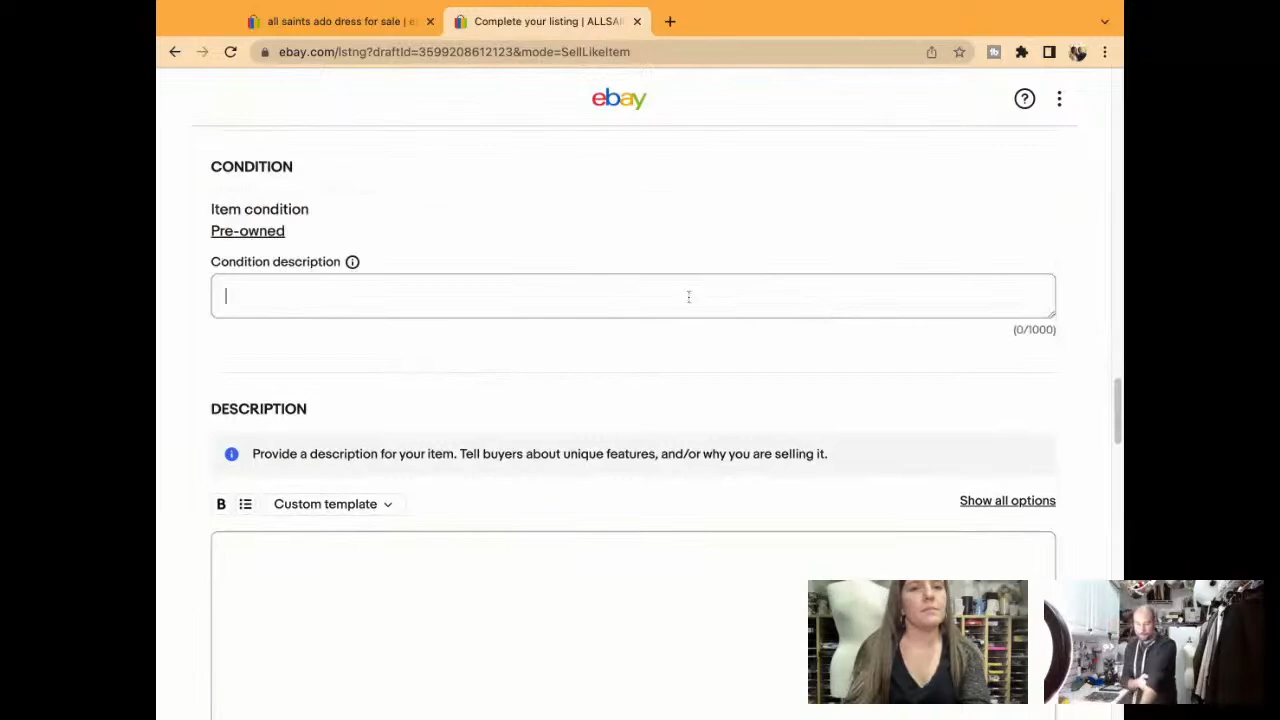 all saints ado dress for sale | e
Complete your listing | ALLSAI
ebay.com/lstng?draftId=3599208612123&mode=SellLikeItem
ebay
CONDITION
Item condition
Pre-owned
Condition description
(0/1000)
DESCRIPTION
Provide a description for your item. Tell buyers about unique features, and/or why you are selling it.
B Custom template Show all options